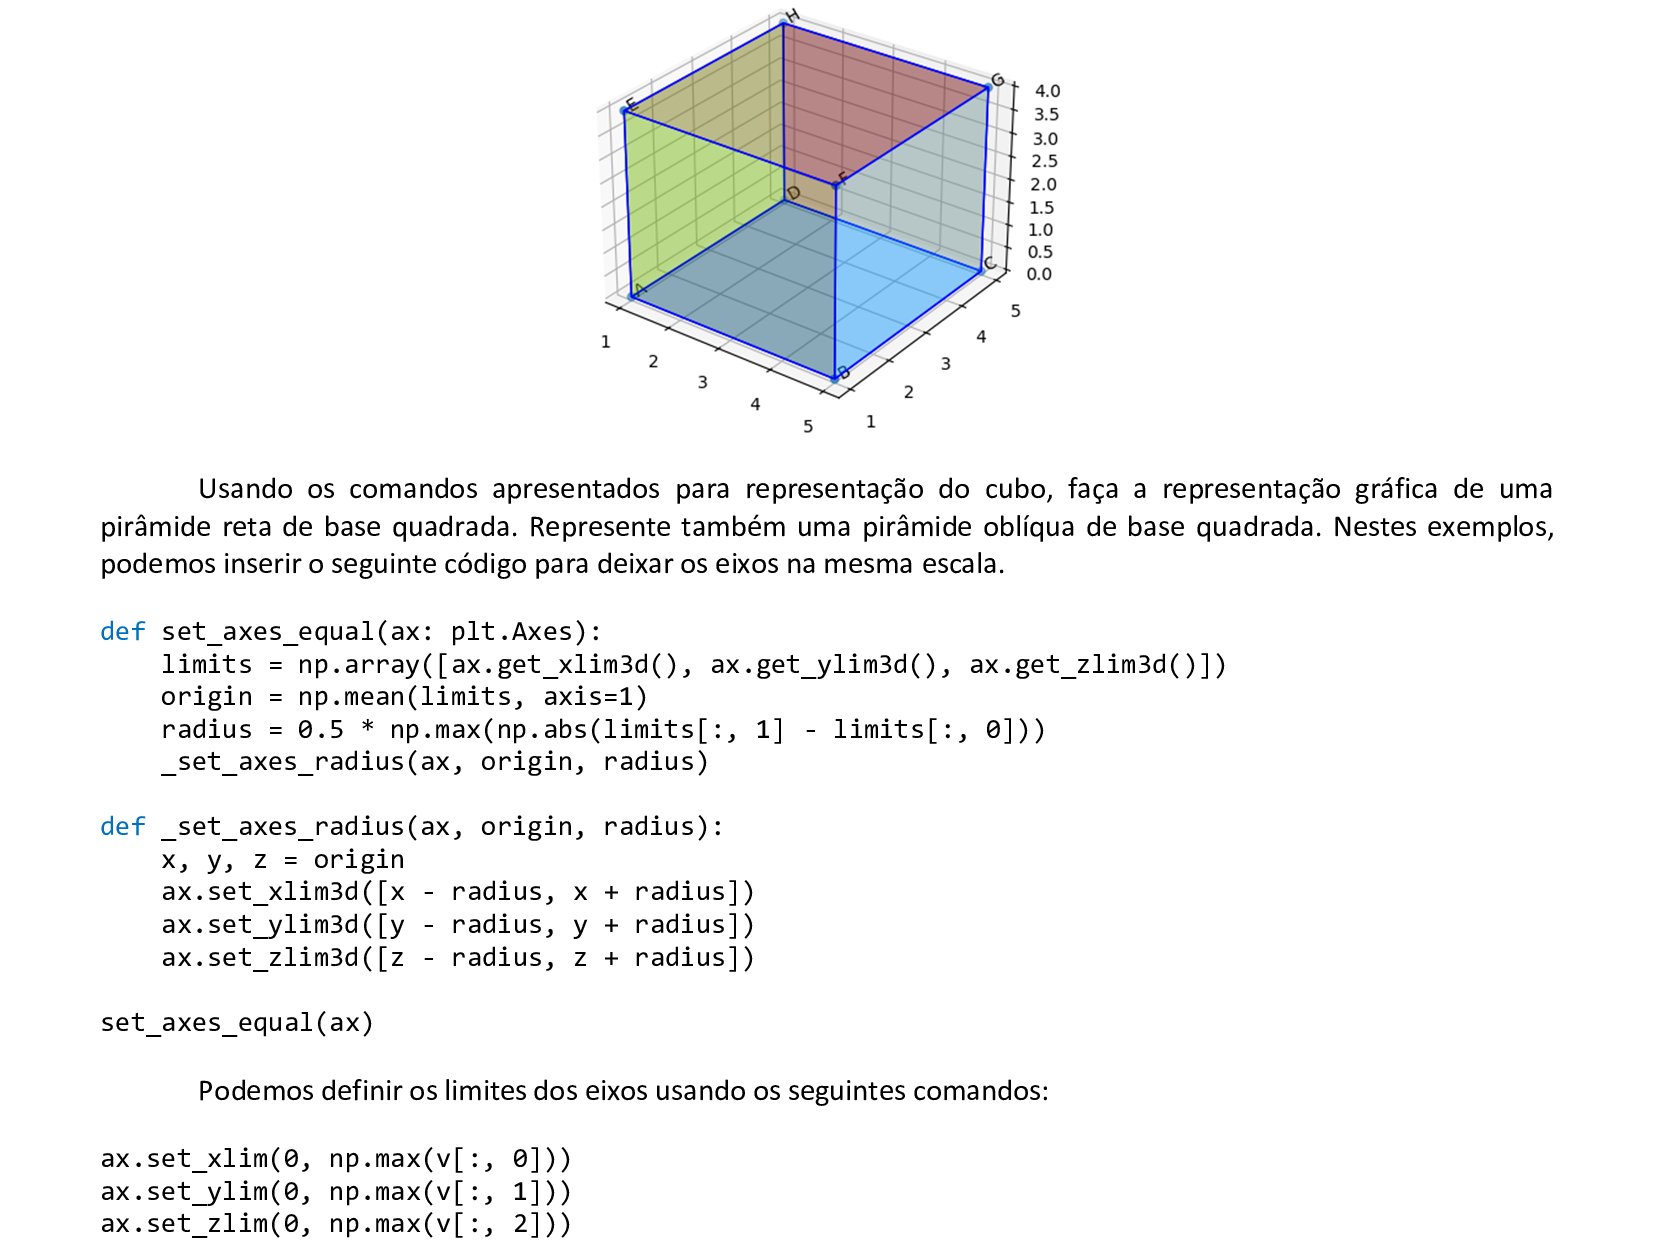 H
G
E
F
D
C
A
B
4.0
3.5
3.0
2.5
2.0
1.5
1.0
0.5
0.0
1
2
3
4
5
1
2
3
4
5
Usando os comandos apresentados para representação do cubo, faça a representação gráfica de uma
pirâmide reta de base quadrada. Represente também uma pirâmide oblíqua de base quadrada. Nestes exemplos,
podemos inserir o seguinte código para deixar os eixos na mesma escala.
def set_axes_equal(ax: plt.Axes):
    limits = np.array([ax.get_xlim3d(), ax.get_ylim3d(), ax.get_zlim3d()])
    origin = np.mean(limits, axis=1)
    radius = 0.5 * np.max(np.abs(limits[:, 1] - limits[:, 0]))
    _set_axes_radius(ax, origin, radius)
def _set_axes_radius(ax, origin, radius):
    x, y, z = origin
    ax.set_xlim3d([x - radius, x + radius])
    ax.set_ylim3d([y - radius, y + radius])
    ax.set_zlim3d([z - radius, z + radius])
set_axes_equal(ax)
Podemos definir os limites dos eixos usando os seguintes comandos:
ax.set_xlim(0, np.max(v[:, 0]))
ax.set_ylim(0, np.max(v[:, 1]))
ax.set_zlim(0, np.max(v[:, 2]))